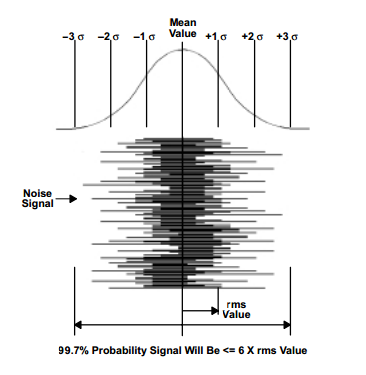 Mean
Value
–3 σ
–2 σ
–1 σ
+1 σ
+2 σ
+3 σ
Noise
Signal
rms
Value
99.7% Probability Signal Will Be <= 6 X rms Value